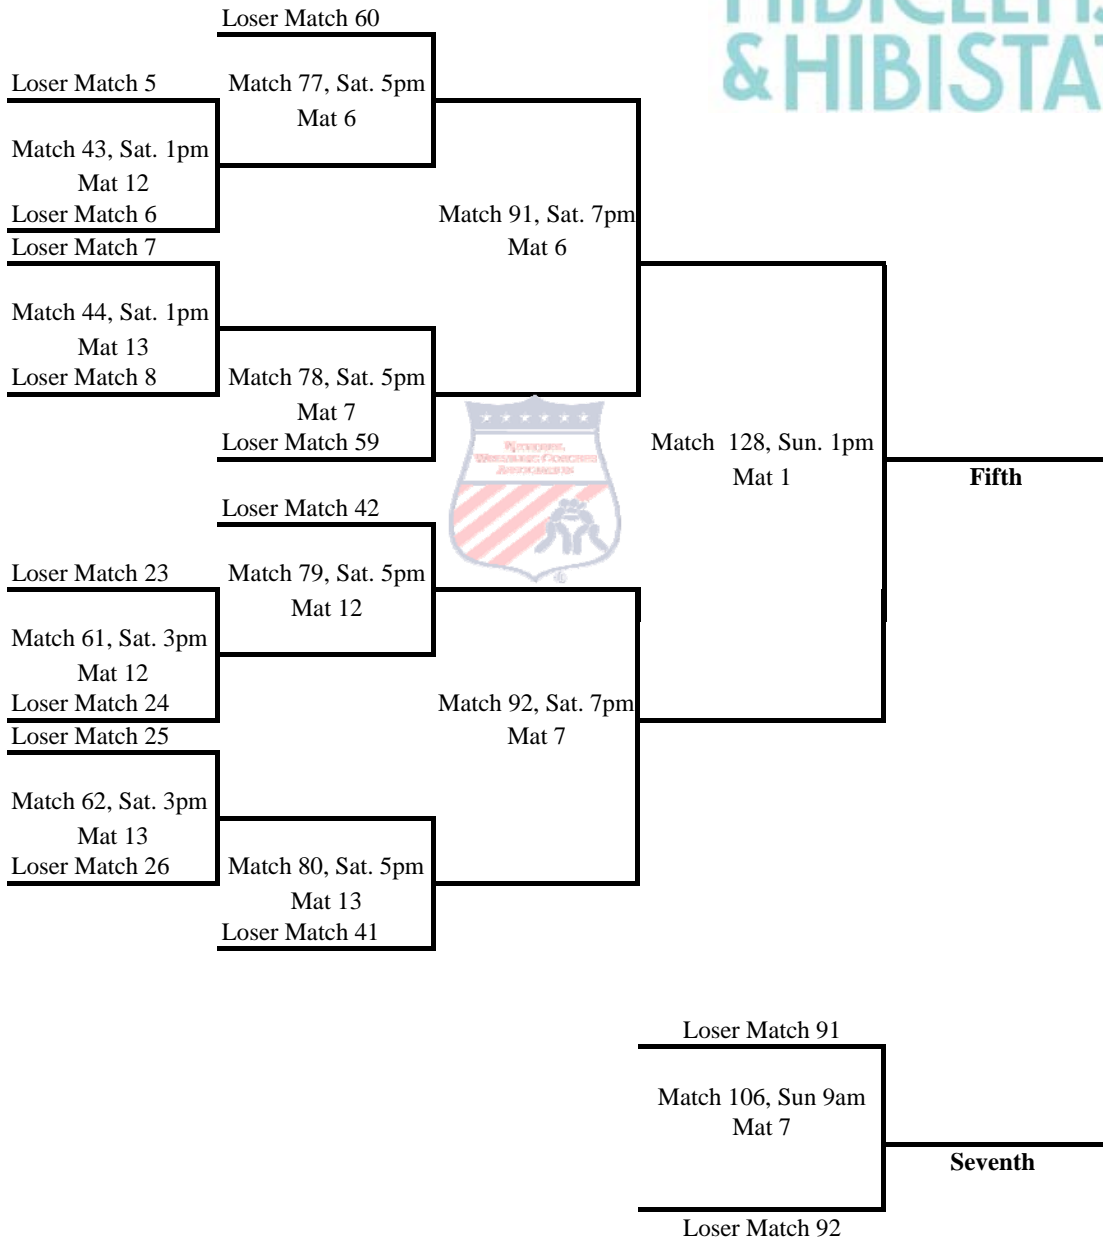 Loser Match 60
& HIBISTAT
Loser Match 5
Match 77, Sat. 5pm
Mat 6
Match 43, Sat. 1pm
Mat 12
Loser Match 6
Loser Match 7
Match 91, Sat. 7pm
Mat 6
Match 44, Sat. 1pm
Mat 13
Loser Match 8
Match 78, Sat. 5pm
Mat 7
Loser Match 59
National
Wrestling Coaches
Association
Match 128, Sun. 1pm
Mat 1
Fifth
Loser Match 42
Loser Match 23
Match 79, Sat. 5pm
Mat 12
Match 61, Sat. 3pm
Mat 12
Loser Match 24
Loser Match 25
Match 92, Sat. 7pm
Mat 7
Match 62, Sat. 3pm
Mat 13
Loser Match 26
Match 80, Sat. 5pm
Mat 13
Loser Match 41
Loser Match 91
Match 106, Sun 9am
Mat 7
Seventh
Loser Match 92